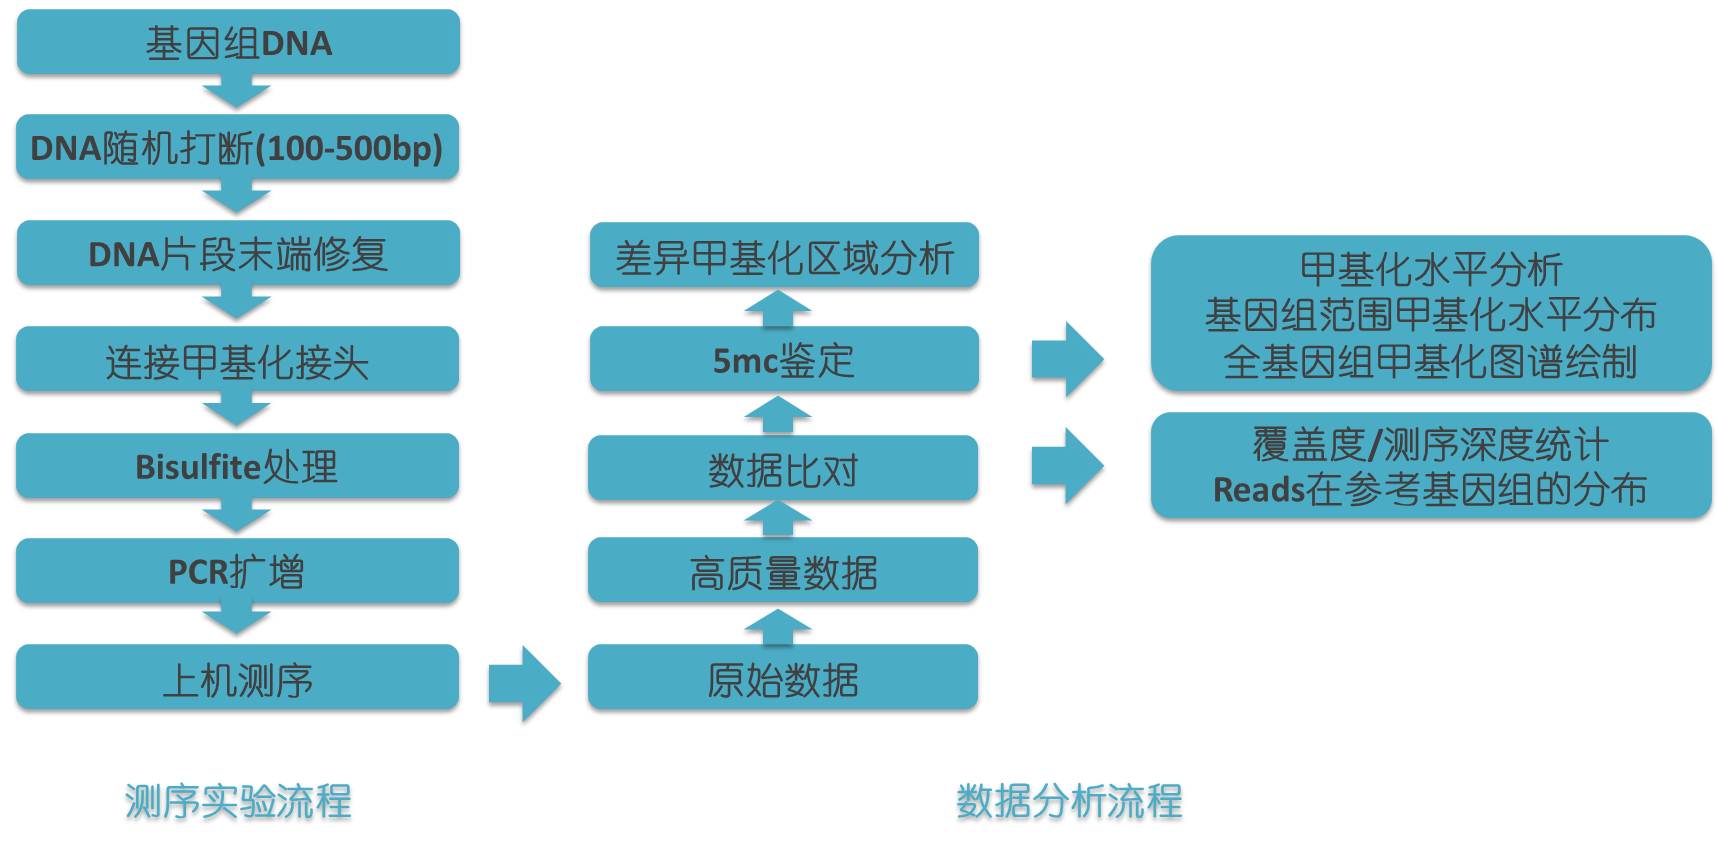 基因组DNA
DNA随机打断(100-500bp)
DNA片段末端修复
连接甲基化接头
Bisulfite处理
PCR扩增
上机测序
差异甲基化区域分析
5mc鉴定
数据比对
高质量数据
原始数据
甲基化水平分析
基因组范围甲基化水平分布
全基因组甲基化图谱绘制
覆盖度/测序深度统计
Reads在参考基因组的分布
测序实验流程
数据分析流程